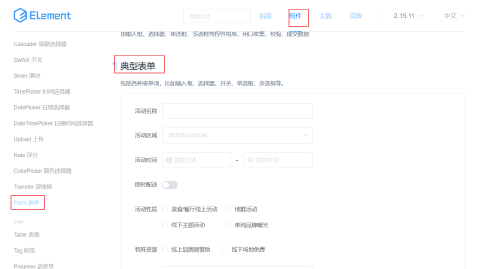 Element
指南
组件
主题
资源
2.15.11
中文
由输入框、选择器、单选框、多选框等控件组成，用以收集、校验、提交数据
Cascader 级联选择器
Switch 开关
Slider 滑块
TimePicker 时间选择器
DatePicker 日期选择器
DateTimePicker 日期时间选择器
Upload 上传
Rate 评分
ColorPicker 颜色选择器
Transfer 穿梭框
Form 表单
Data
Table 表格
Tag 标签
Progress 进度条
典型表单
包括各种表单项，比如输入框、选择器、开关、单选框、多选框等。
活动名称
活动区域
请选择活动区域
活动时间
选择日期
-
选择时间
即时配送
活动性质
美食/餐厅线上活动
地推活动
线下主题活动
单纯品牌曝光
特殊资源
线上品牌商赞助
线下场地免费